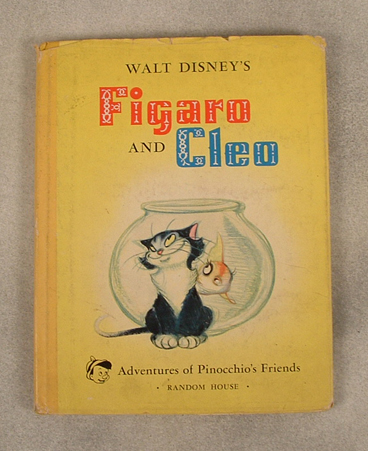 WALT DISNEY'S
Figaro
AND Cleo
Adventures of Pinocchio's Friends
· RANDOM HOUSE ·